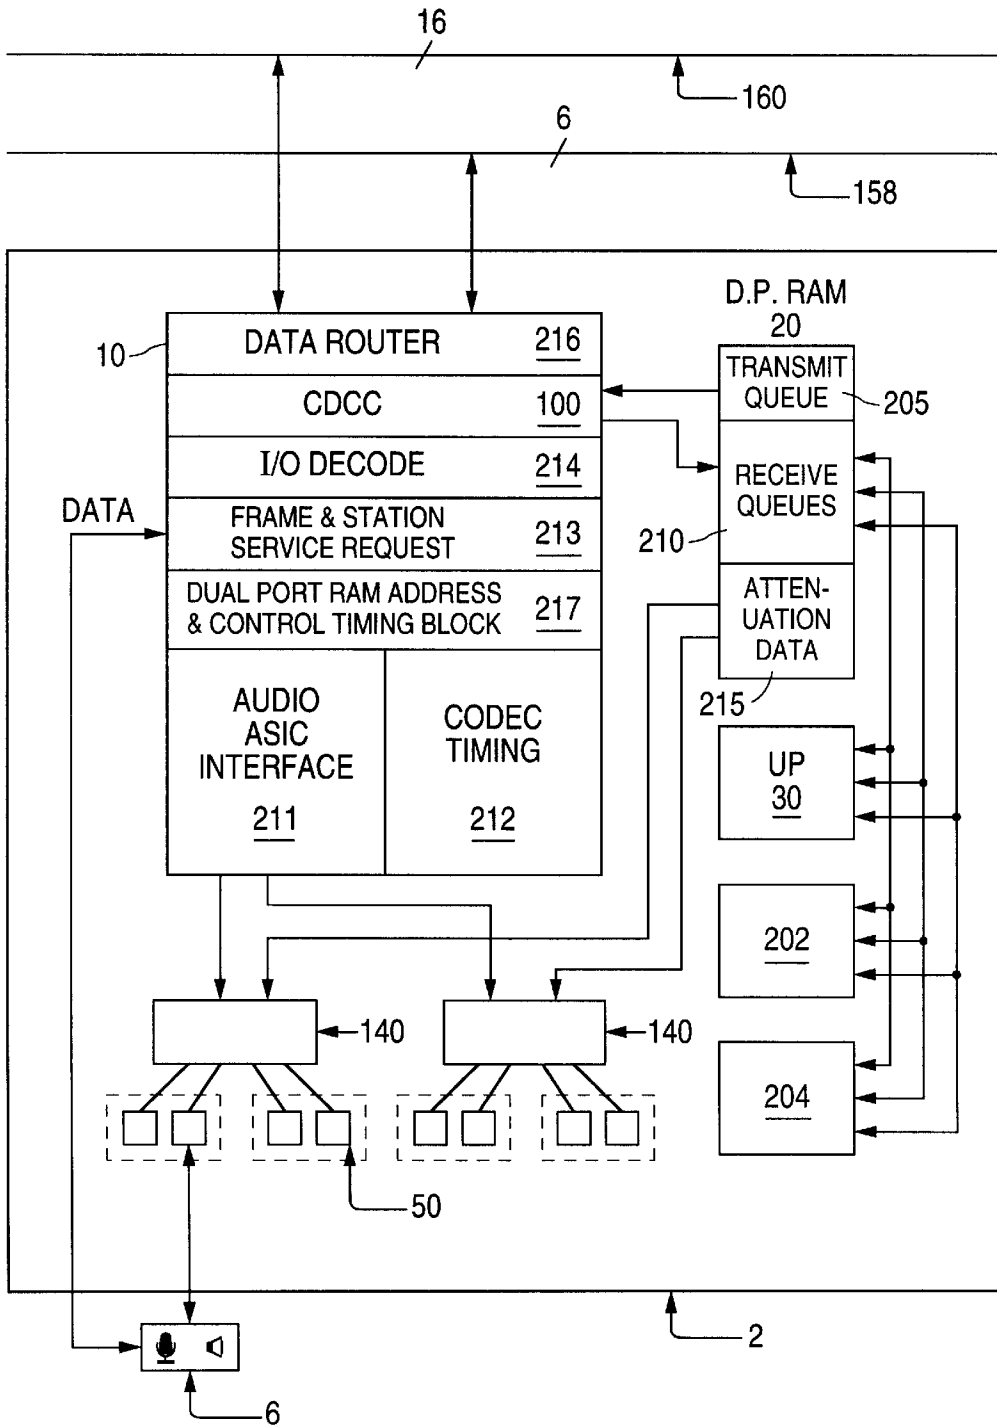 16
160
6
158
D.P. RAM
20
10
DATA ROUTER 216
CDCC 100
I/O DECODE 214
FRAME & STATION
SERVICE REQUEST 213
DUAL PORT RAM ADDRESS
& CONTROL TIMING BLOCK 217
AUDIO
ASIC
INTERFACE
211
CODEC
TIMING
212
DATA
TRANSMIT
QUEUE
205
RECEIVE
QUEUES
210
ATTEN-
UATION
DATA
215
UP
30
202
204
140
140
50
2
6